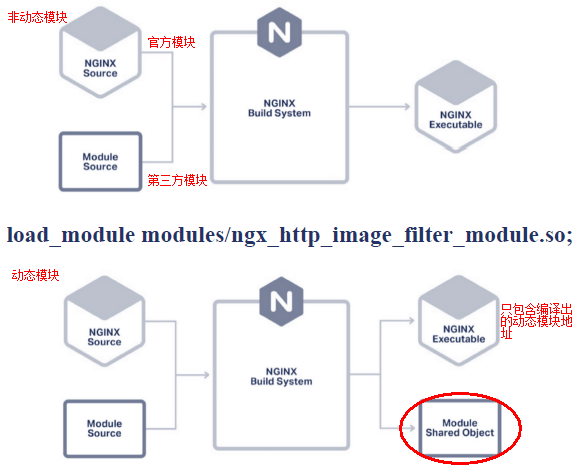 非动态模块
官方模块
N
NGINX
Source
NGINX
Build System
NGINX
Executable
Module
Source
第三方模块
load_module modules/ngx_http_image_filter_module.so;
动态模块
N
NGINX
Source
NGINX
Build System
NGINX
Executable
只包含编译出
的动态模块地
址
Module
Source
Module
Shared Object